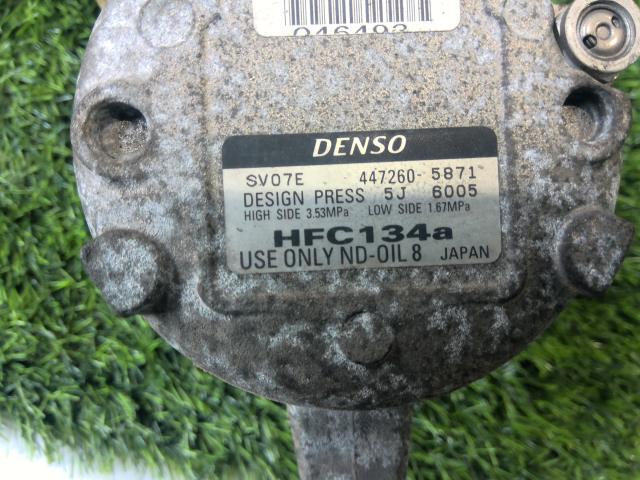 046493
DENSO
SV07E 447260-5871
DESIGN PRESS 5J 6005
HIGH SIDE 3.53MPa LOW SIDE 1.67MPa
HFC134a
USE ONLY ND-OIL 8 JAPAN